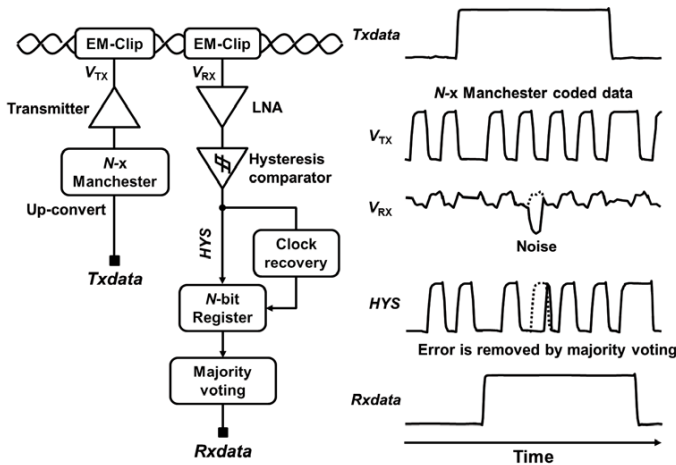 EM-Clip
EM-Clip
VTX
VRX
Transmitter
LNA
N-x
Manchester
Hysteresis
comparator
Up-convert
HYS
Clock
recovery
Txdata
N-bit
Register
Majority
voting
Rxdata
Txdata
N-x Manchester coded data
VTX
VRX
Noise
HYS
Error is removed by majority voting
Rxdata
Time